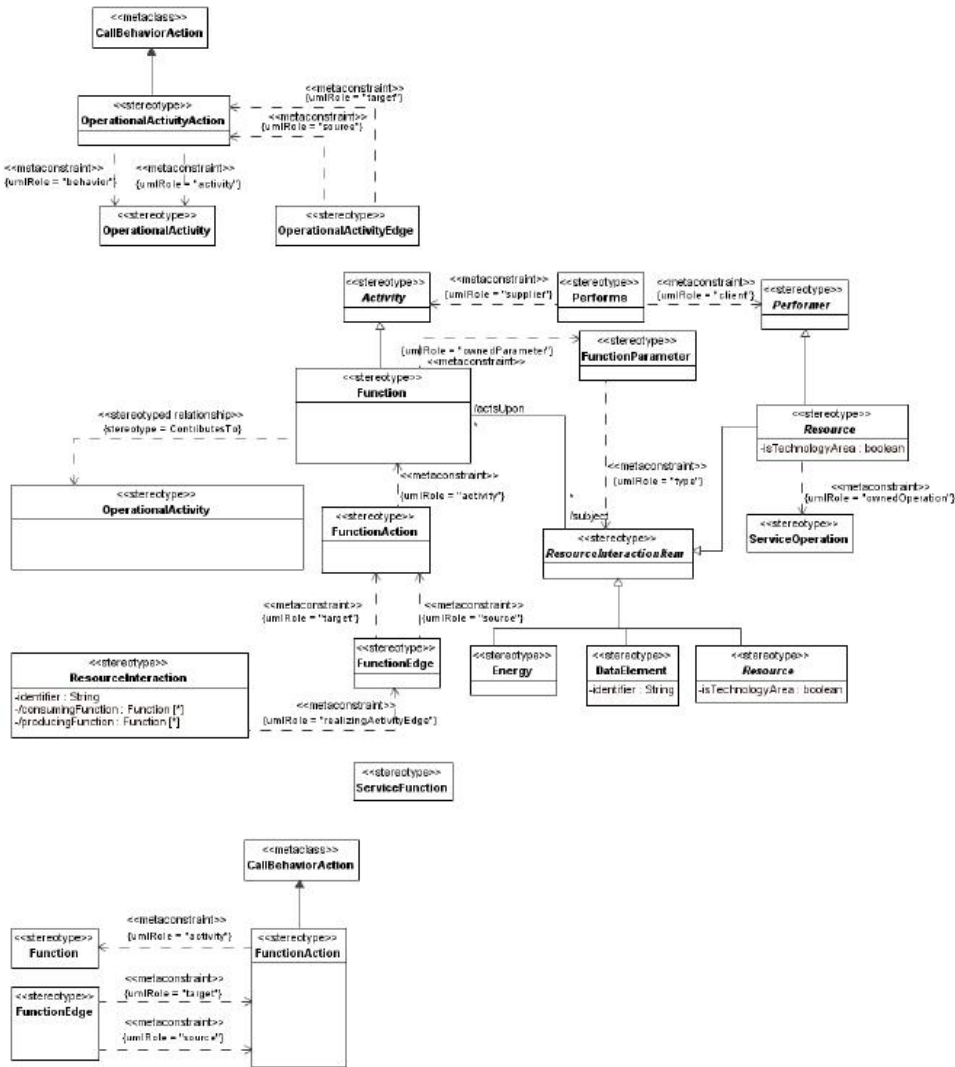 <<metaclass>>
CallBehaviorAction
<<stereotype>>
OperationalActivityAction
<<metaconstraint>>
{umlRole = "target"}
<<metaconstraint>>
{umlRole = "source"}
<<metaconstraint>>
{umlRole = "behavior"}
<<metaconstraint>>
{umlRole = "activity"}
<<stereotype>>
OperationalActivity
<<stereotype>>
OperationalActivityEdge
<<stereotype>>
Activity
<<metaconstraint>>
{umlRole = "supplier"}
<<stereotype>>
Performs
<<metaconstraint>>
{umlRole = "client"}
<<stereotype>>
Performer
{umlRole = "ownedParameter"}
<<metaconstraint>>
<<stereotype>>
FunctionParameter
<<stereotype>>
Function
/actsUpon
*
<<stereotyped relationship>>
{stereotype = ContributesTo}
<<stereotype>>
Resource
-isTechnologyArea : boolean
<<metaconstraint>>
{umlRole = "activity"}
<<metaconstraint>>
{umlRole = "type"}
<<metaconstraint>>
{umlRole = "ownedOperation"}
<<stereotype>>
OperationalActivity
<<stereotype>>
FunctionAction
*
/subject
<<stereotype>>
ResourceInteractionItem
<<stereotype>>
ServiceOperation
<<metaconstraint>>
{umlRole = "target"}
<<metaconstraint>>
{umlRole = "source"}
<<stereotype>>
ResourceInteraction
-identifier : String
-/consumingFunction : Function [*]
-/producingFunction : Function [*]
<<stereotype>>
FunctionEdge
<<stereotype>>
Energy
<<stereotype>>
DataElement
-identifier : String
<<stereotype>>
Resource
-isTechnologyArea : boolean
<<metaconstraint>>
{umlRole = "realizingActivityEdge"}
<<stereotype>>
ServiceFunction
<<metaclass>>
CallBehaviorAction
<<stereotype>>
Function
<<metaconstraint>>
{umlRole = "activity"}
<<stereotype>>
FunctionAction
<<stereotype>>
FunctionEdge
<<metaconstraint>>
{umlRole = "target"}
<<metaconstraint>>
{umlRole = "source"}